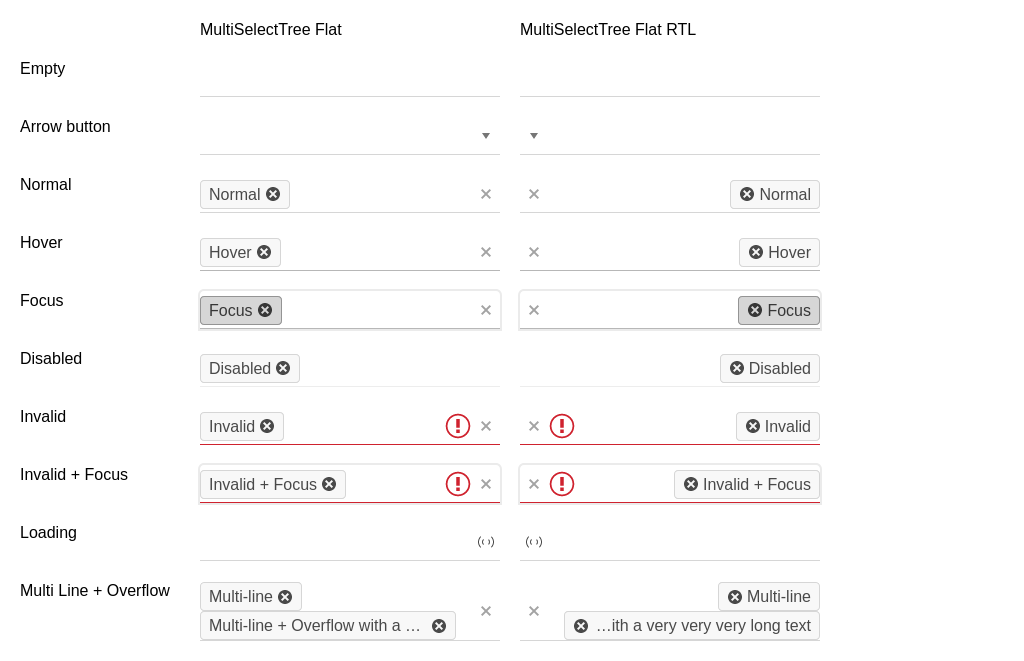 MultiSelectTree Flat MultiSelectTree Flat RTL
Empty
Arrow button
Normal Normal Normal
Hover Hover Hover
Focus Focus Focus
Disabled Disabled Disabled
Invalid Invalid Invalid
Invalid + Focus Invalid + Focus Invalid + Focus
Loading
Multi Line + Overflow Multi-line Multi-line
Multi-line + Overflow with a … …ith a very very very long text